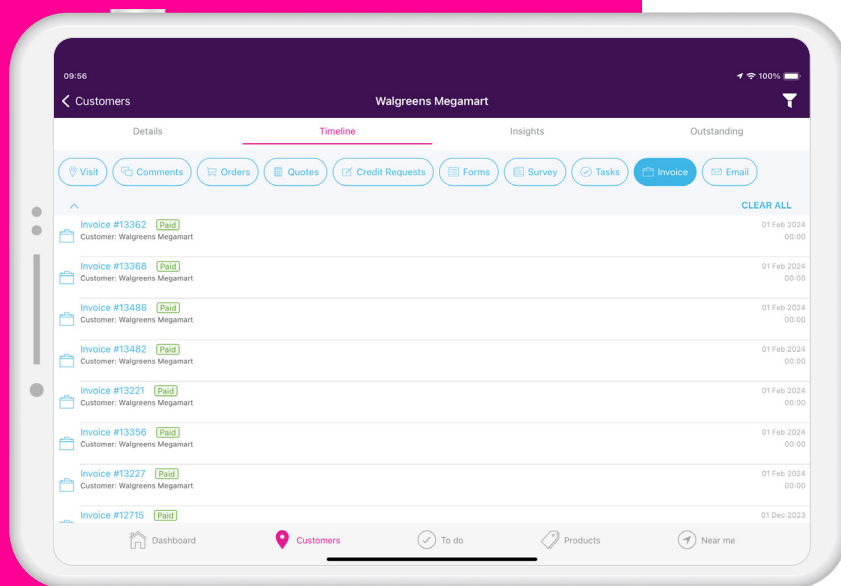 09:56 100%
Customers Walgreens Megamart
Details Timeline Insights Outstanding
Visit Comments Orders Quotes Credit Requests Forms Survey Tasks Invoice Email
CLEAR ALL
Invoice #13362 Paid 01 Feb 2024
Customer: Walgreens Megamart 00:00
Invoice #13368 Paid 01 Feb 2024
Customer: Walgreens Megamart 00:00
Invoice #13488 Paid 01 Feb 2024
Customer: Walgreens Megamart 00:00
Invoice #13482 Paid 01 Feb 2024
Customer: Walgreens Megamart 00:00
Invoice #13221 Paid 01 Feb 2024
Customer: Walgreens Megamart 00:00
Invoice #13356 Paid 01 Feb 2024
Customer: Walgreens Megamart 00:00
Invoice #13227 Paid 01 Feb 2024
Customer: Walgreens Megamart 00:00
Invoice #12715 Paid 01 Dec 2023
Dashboard Customers To do Products Near me